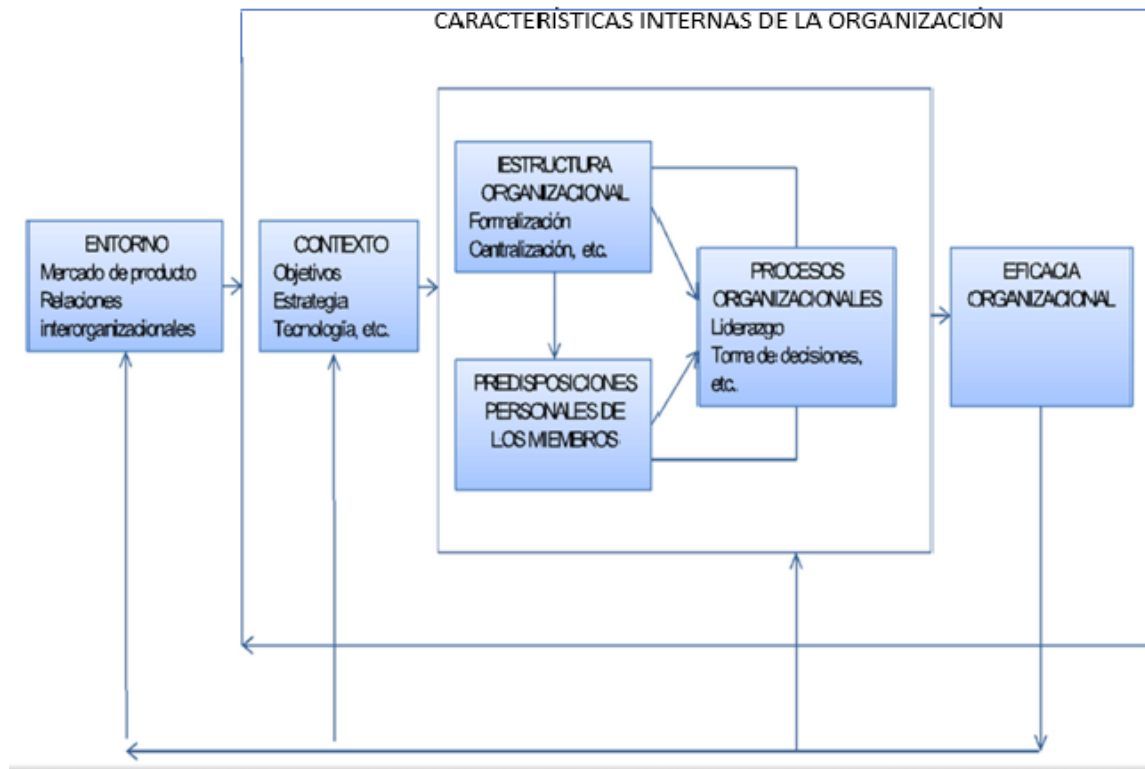 CARACTERÍSTICAS INTERNAS DE LA ORGANIZACIÓN
ENTORNO
Mercado de producto
Relaciones
interorganizacionales
CONTEXTO
Objetivos
Estrategia
Tecnología, etc.
ESTRUCTURA
ORGANIZACIONAL
Formalización
Centralización, etc.
PREDISPOSICIONES
PERSONALES DE
LOS MIEMBROS
PROCESOS
ORGANIZACIONALES
Liderazgo
Toma de decisiones,
etc.
EFICACIA
ORGANIZACIONAL